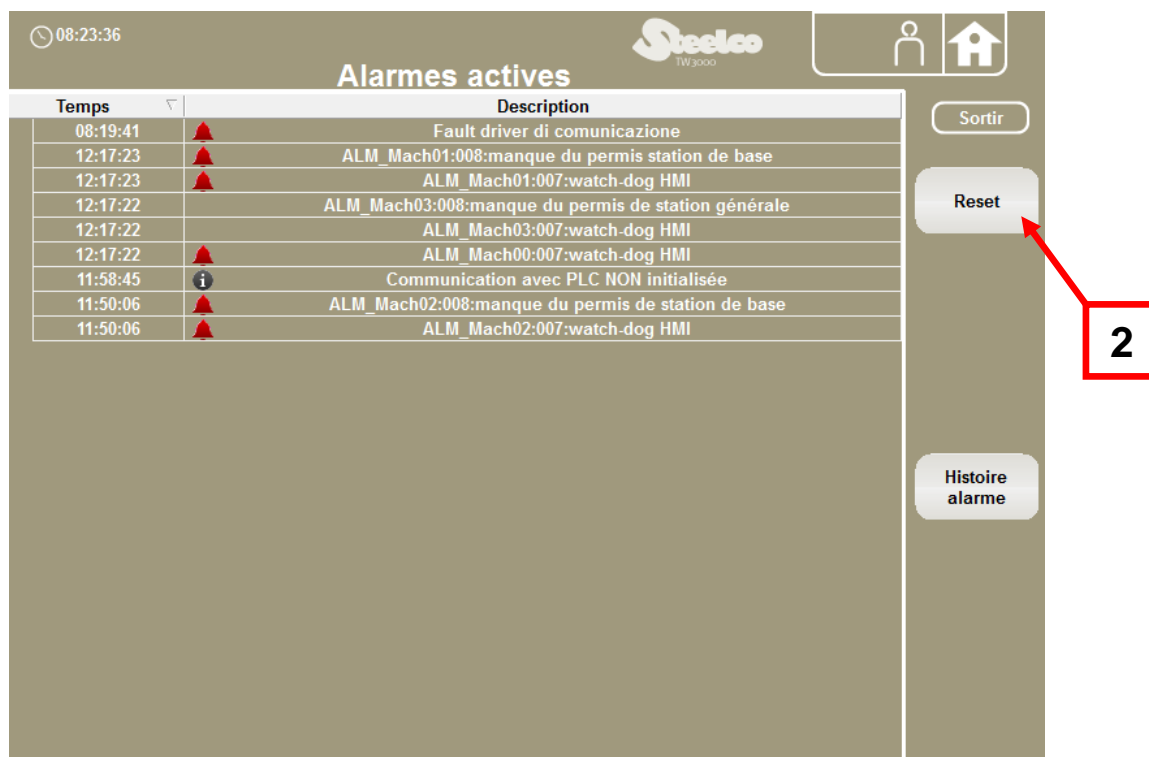 08:23:36
Steelco
TW3000
Alarmes actives
Temps Description
08:19:41 Fault driver di comunicazione
12:17:23 ALM_Mach01:008:manque du permis station de base
12:17:23 ALM_Mach01:007:watch-dog HMI
12:17:22 ALM_Mach03:008:manque du permis de station générale
12:17:22 ALM_Mach03:007:watch-dog HMI
12:17:22 ALM_Mach00:007:watch-dog HMI
11:58:45 Communication avec PLC NON initialisée
11:50:06 ALM_Mach02:008:manque du permis de station de base
11:50:06 ALM_Mach02:007:watch-dog HMI
Sortir
Reset
2
Histoire
alarme